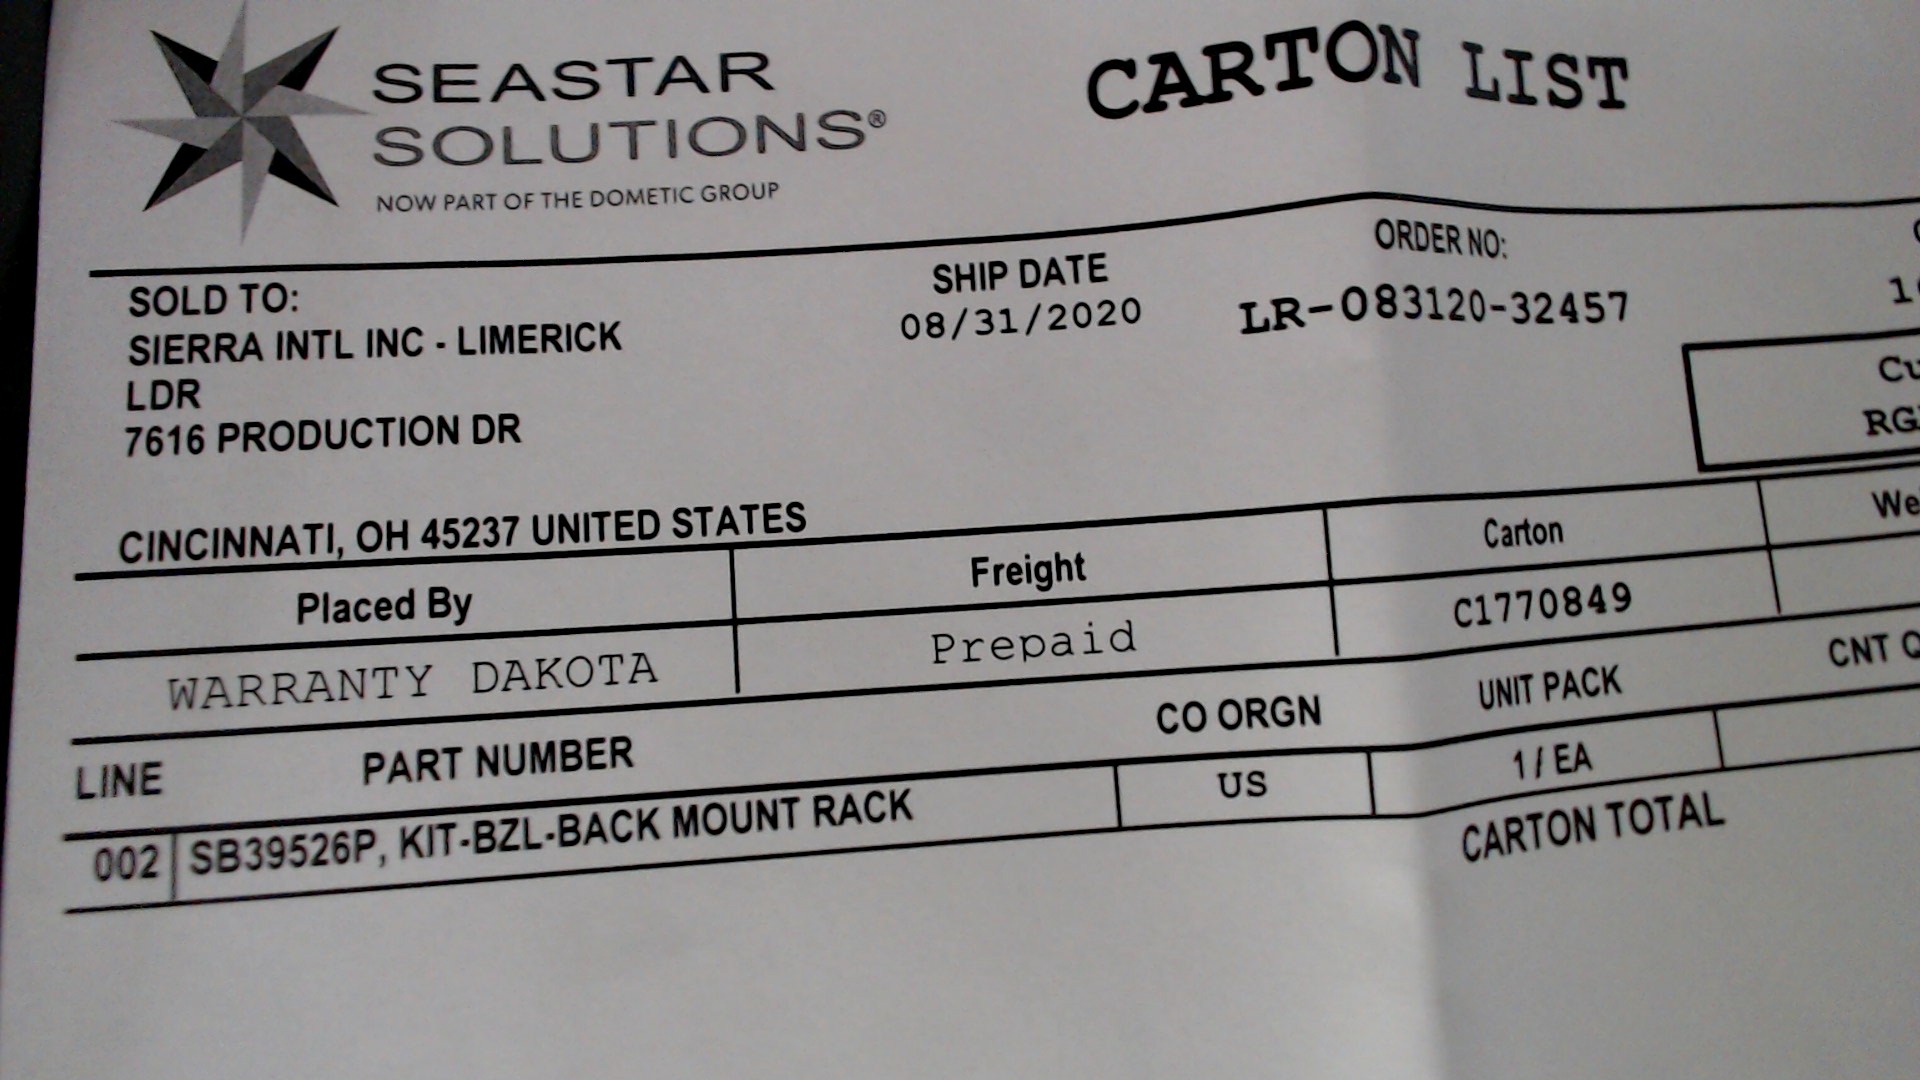 SEASTAR
SOLUTIONS®
NOW PART OF THE DOMETIC GROUP
CARTON LIST
SOLD TO:
SIERRA INTL INC - LIMERICK
LDR
7616 PRODUCTION DR
CINCINNATI, OH 45237 UNITED STATES
SHIP DATE
08/31/2020
ORDER NO:
LR-083120-32457
Placed By Freight Carton
WARRANTY DAKOTA Prepaid C1770849
LINE PART NUMBER CO ORGN UNIT PACK CNT
002 SB39526P, KIT-BZL-BACK MOUNT RACK US 1 / EA
CARTON TOTAL